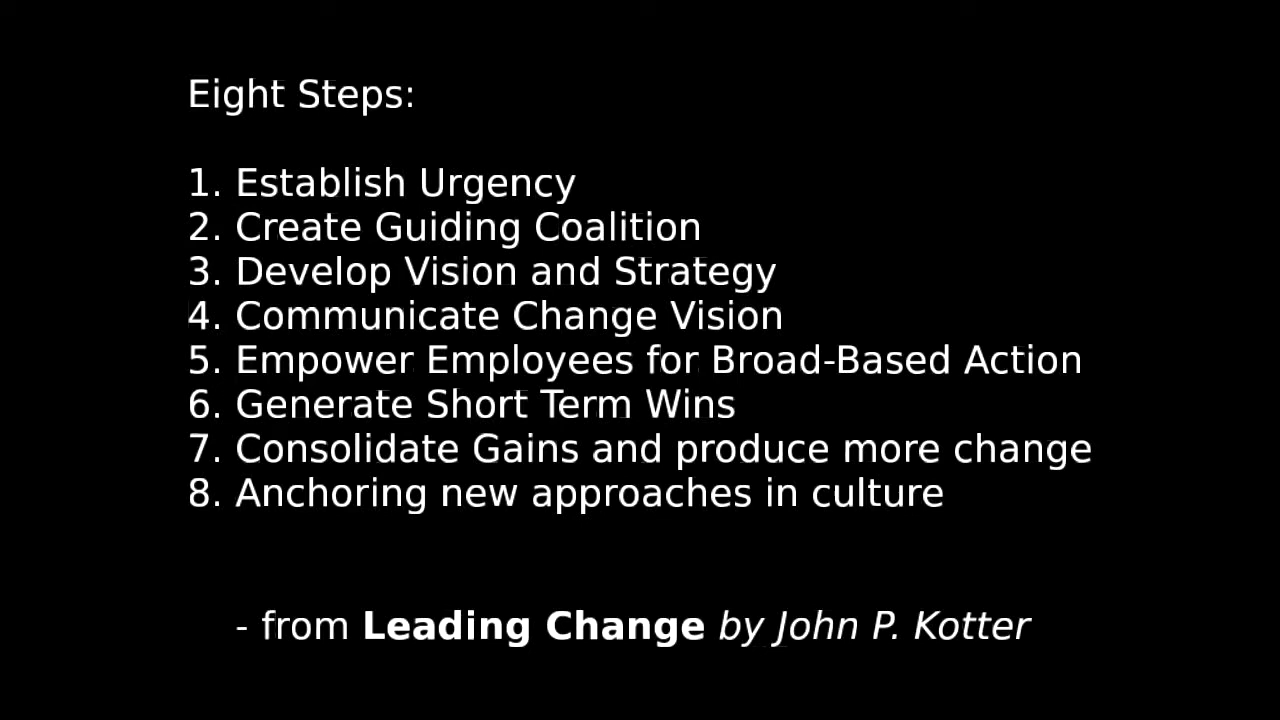 Eight Steps:
1. Establish Urgency
2. Create Guiding Coalition
3. Develop Vision and Strategy
4. Communicate Change Vision
5. Empower Employees for Broad-Based Action
6. Generate Short Term Wins
7. Consolidate Gains and produce more change
8. Anchoring new approaches in culture
- from Leading Change by John P. Kotter